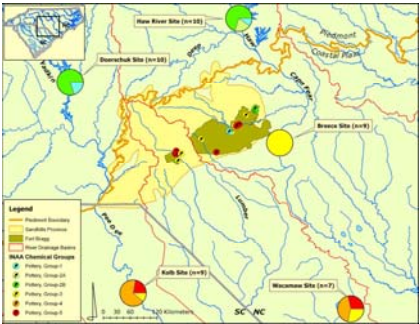 Haw River Site (n=10)
Piedmont
Coastal Plain
Deep
Haw
Yadkin
Doerschuk Site (n=10)
Cape Fear
Breece Site (n=9)
Legend
Piedmont Boundary
Sandhills Province
Fort Bragg
River Drainage Basins
INAA Chemical Groups
Pottery, Group-1
Pottery, Group-2A
Pottery, Group-2B
Pottery, Group-3
Pottery, Group-4
Pottery, Group-5
Lumber
Pee Dee
Kolb Site (n=9)
Waccamaw Site (n=7)
120 Kilometers
SC NC